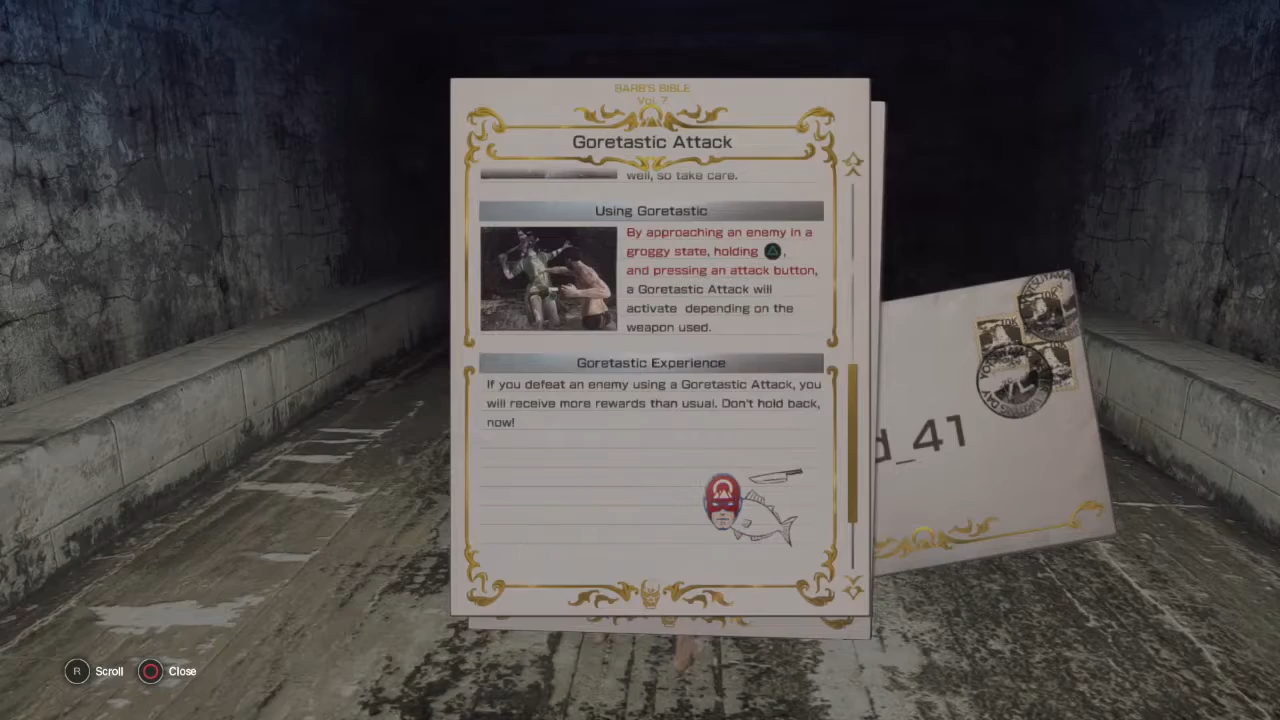 BARB'S BIBLE
Vol. 7
Goretastic Attack
well, so take care.
Using Goretastic
By approaching an enemy in a
groggy state, holding ,
and pressing an attack button,
a Goretastic Attack will
activate depending on the
weapon used.
Goretastic Experience
If you defeat an enemy using a Goretastic Attack, you
will receive more rewards than usual. Don't hold back,
now!
d_41
R Scroll Close